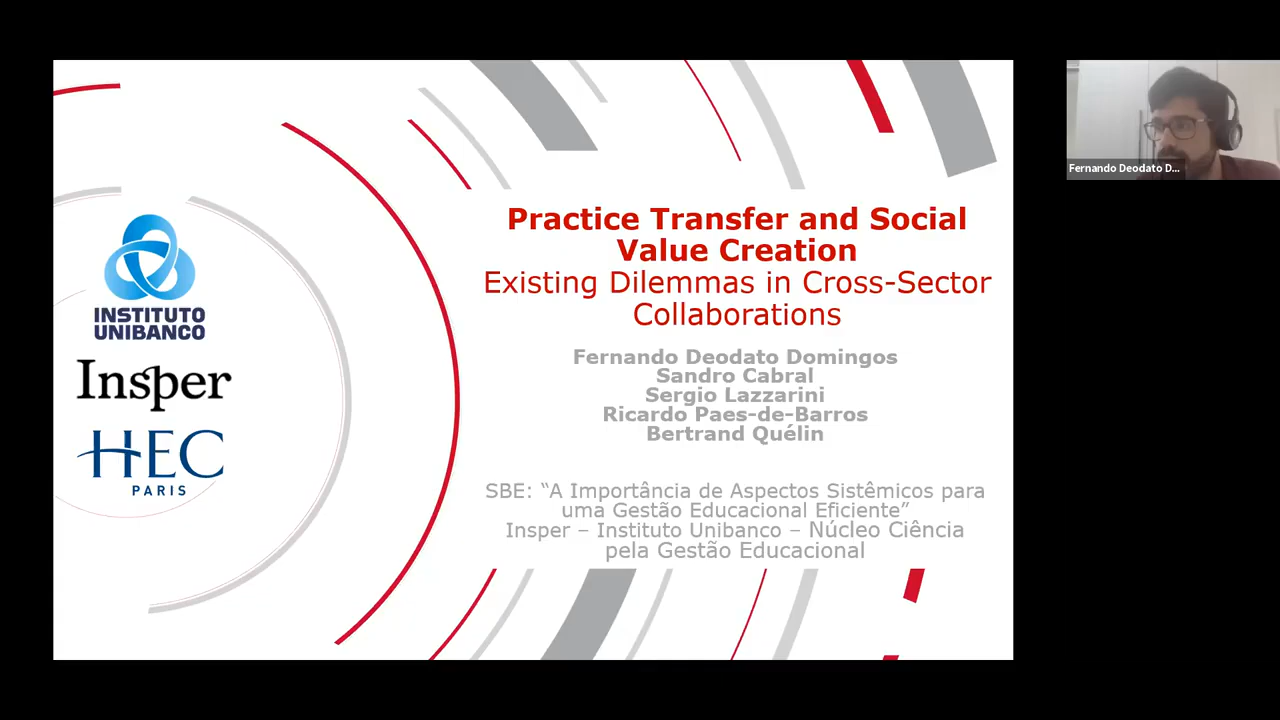 INSTITUTO
UNIBANCO
Insper
HEC
PARIS
Practice Transfer and Social
Value Creation
Existing Dilemmas in Cross-Sector
Collaborations
Fernando Deodato Domingos
Sandro Cabral
Sergio Lazzarini
Ricardo Paes-de-Barros
Bertrand Quélin
SBE: “A Importância de Aspectos Sistêmicos para
uma Gestão Educacional Eficiente”
Insper – Instituto Unibanco – Núcleo Ciência
pela Gestão Educacional
Fernando Deodato D...